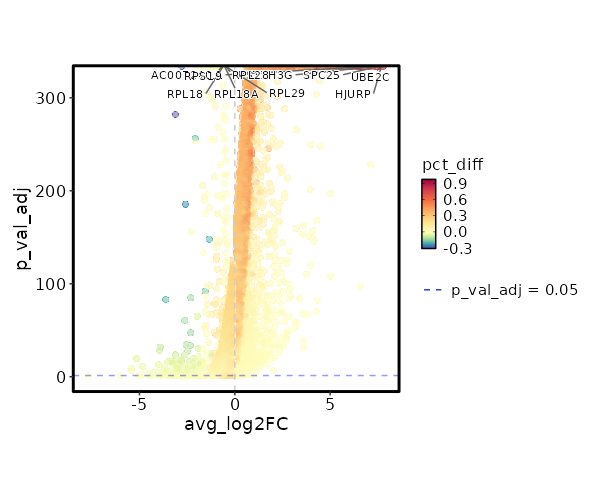 RPS19 RPL28 H3G SPC25 UBE2C
RPL18 RPL18A RPL29 HJURP
300
200
100
0
p_val_adj
-5 0 5
avg_log2FC
pct_diff
0.9
0.6
0.3
0.0
-0.3
p_val_adj = 0.05